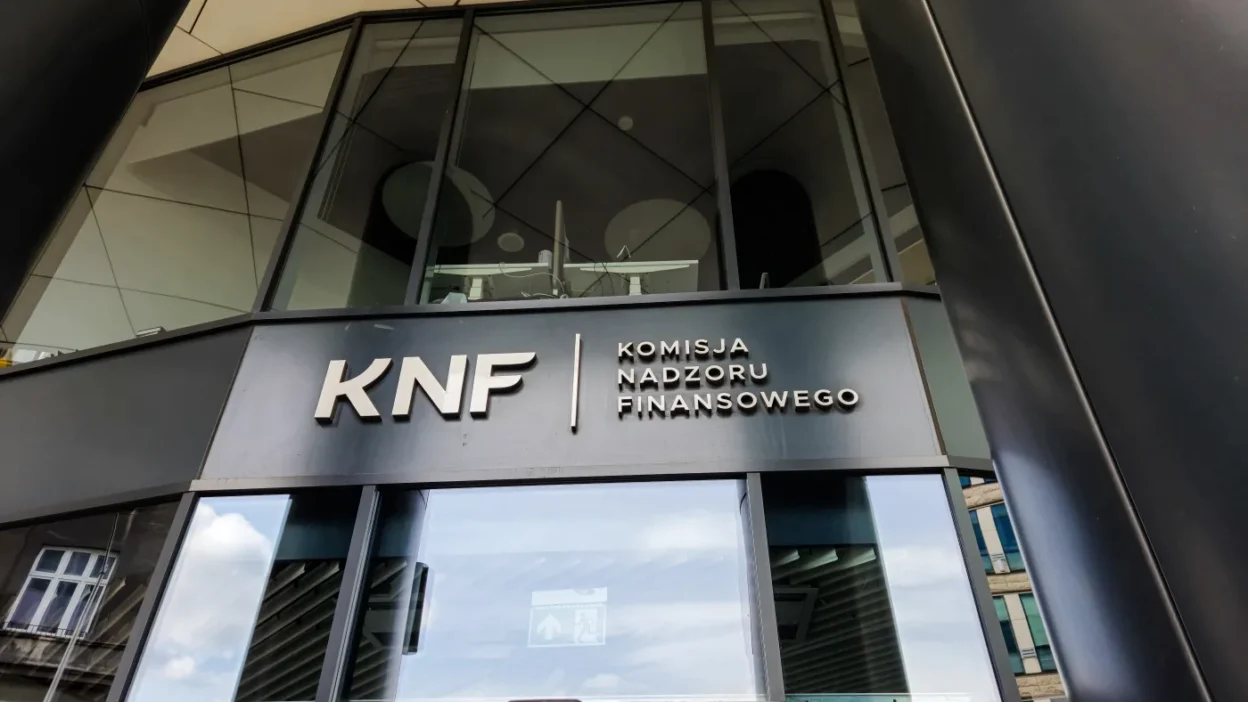 KNF
KOMISJA
NADZORU
FINANSOWEGO